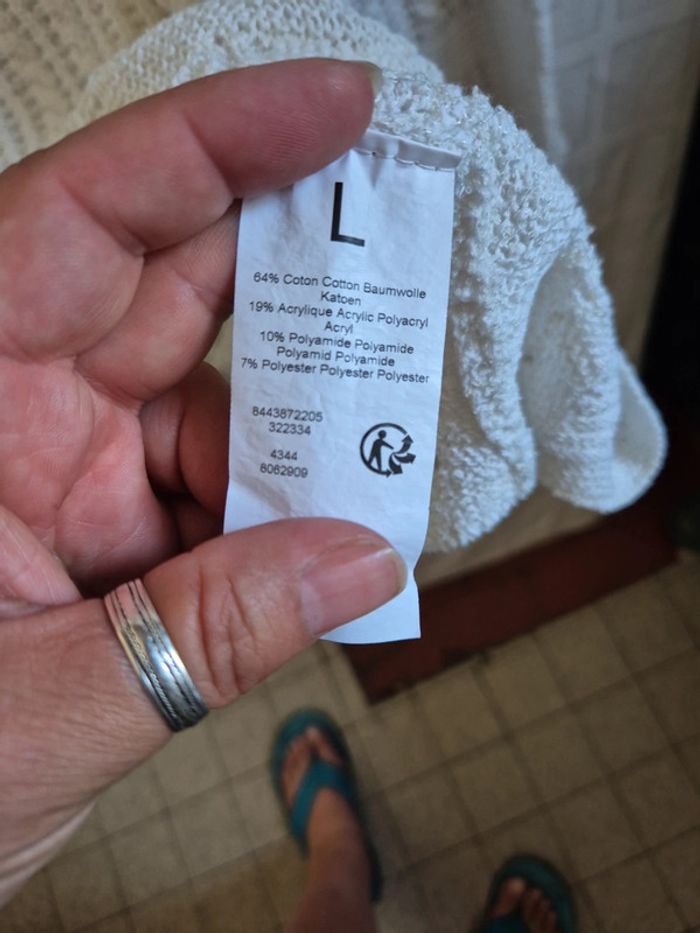 L
64% Coton Cotton Baumwolle
Katoen
19% Acrylique Acrylic Polyacryl
Acryl
10% Polyamide Polyamide
Polyamid Polyamide
7% Polyester Polyester Polyester
8443872205
322334
4344
8062909